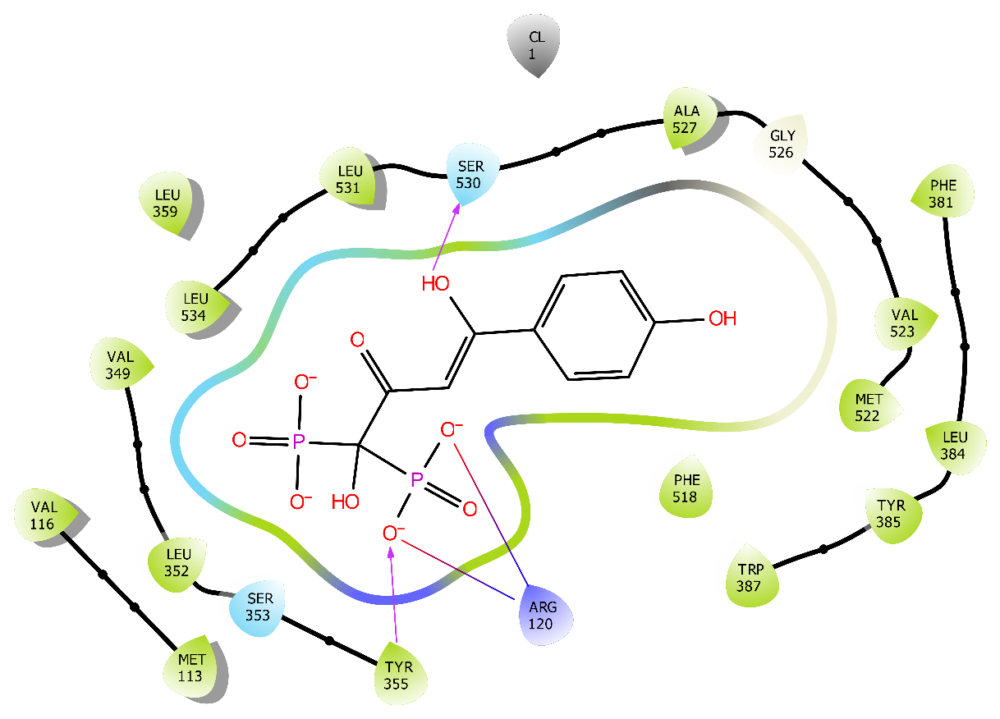 CL
1
ALA
527
GLY
526
SER
530
LEU
531
PHE
381
LEU
359
HO
LEU
534
VAL
523
OH
O
VAL
349
O⁻
MET
522
O⁻
O
P
LEU
384
P
PHE
518
O⁻
HO
O
VAL
116
TYR
385
O⁻
LEU
352
TRP
387
SER
353
ARG
120
MET
113
TYR
355